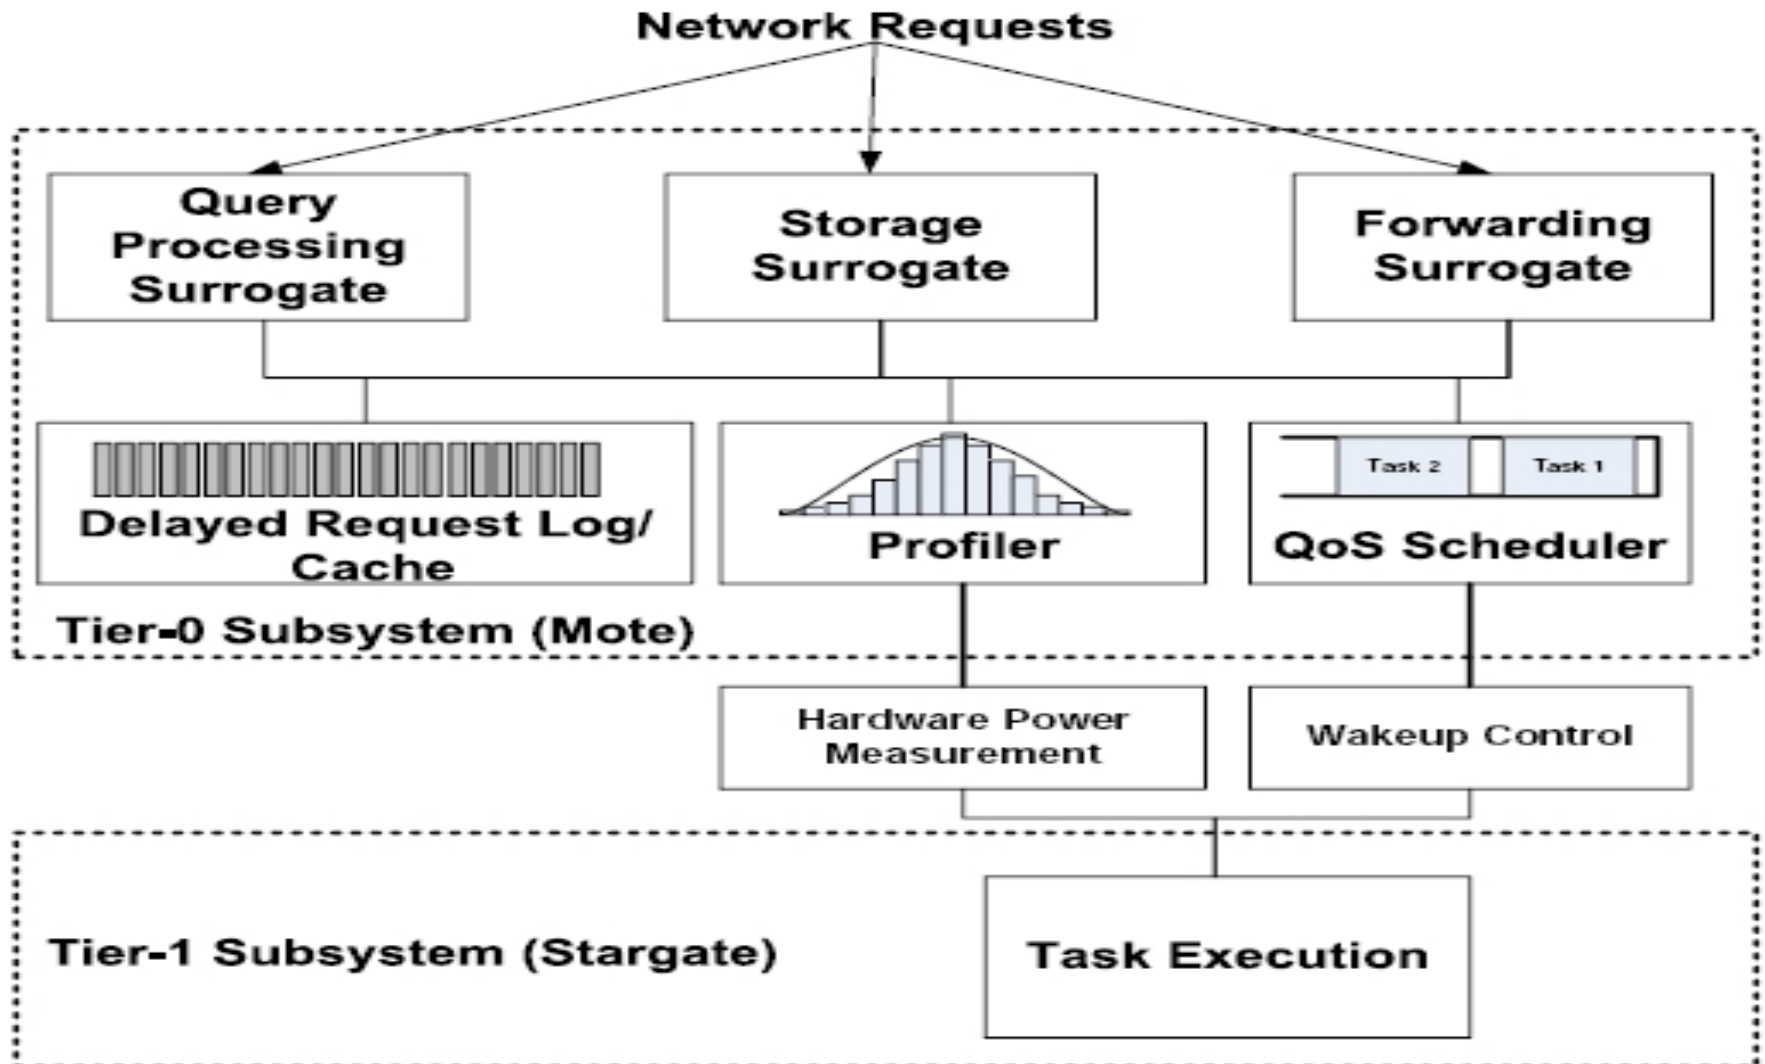 Network Requests
Query
Processing
Surrogate
Storage
Surrogate
Forwarding
Surrogate
Delayed Request Log/
Cache
Profiler
Task 2
Task 1
QoS Scheduler
Tier-0 Subsystem (Mote)
Hardware Power
Measurement
Wakeup Control
Tier-1 Subsystem (Stargate)
Task Execution